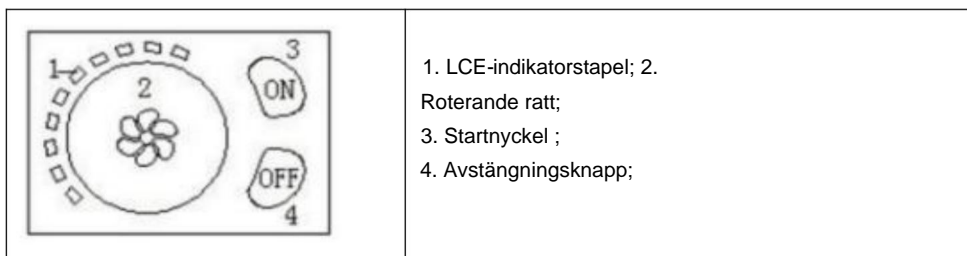 1
2
3
ON
OFF
4
1. LCE-indikatorstapel; 2.
Roterande ratt;
3. Startnyckel ;
4. Avstängningsknapp;